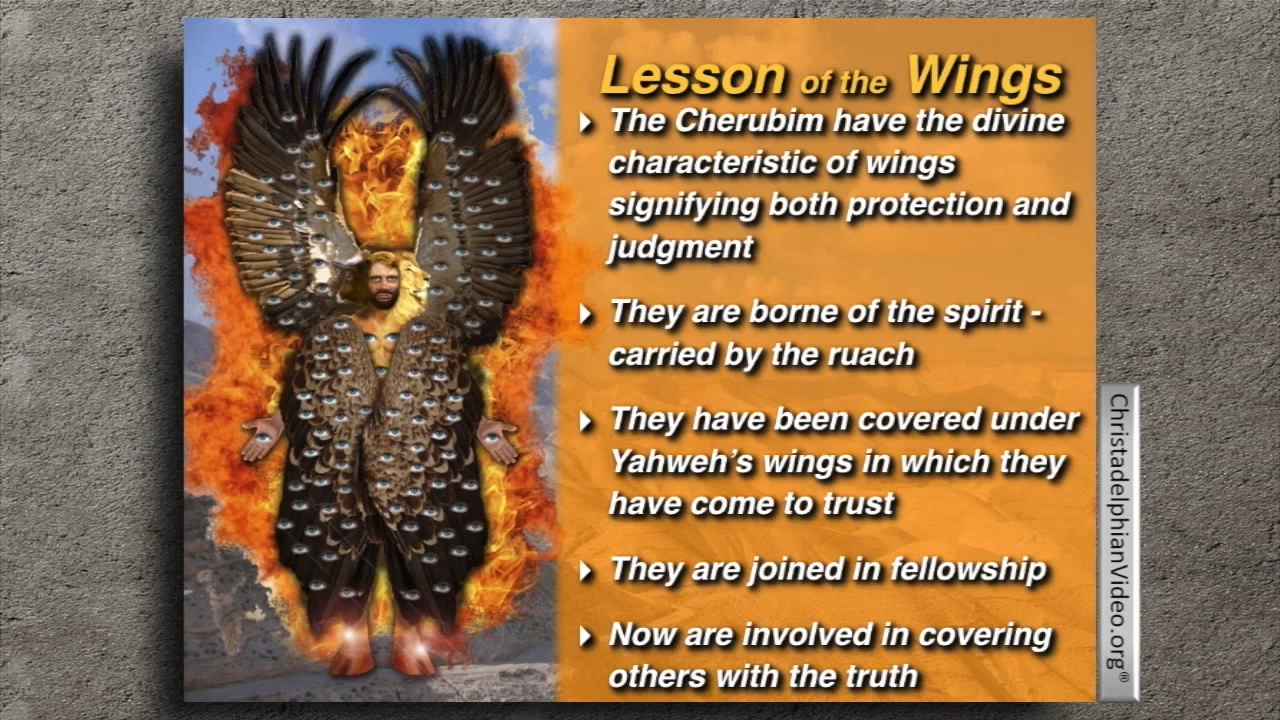 Lesson of the Wings
The Cherubim have the divine
characteristic of wings
signifying both protection and
judgment
They are borne of the spirit -
carried by the ruach
They have been covered under
Yahweh's wings in which they
have come to trust
They are joined in fellowship
Now are involved in covering
others with the truth
ChristadelphianVideo.org®